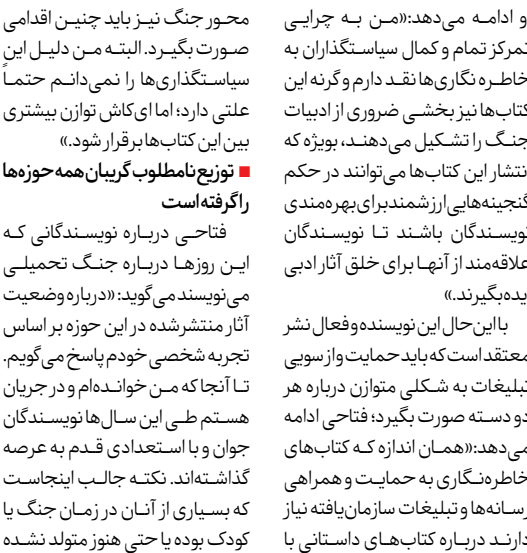 و ادامه می‌دهد:«من به چرایی
تمرکز تمام و کمال سیاستگذاران به
خاطره نگاری‌ها نقد دارم و گرنه این
کتاب‌ها نیز بخشی ضروری از ادبیات
جنگ را تشکیل می‌دهند، بویژه که
انتشار این کتاب‌ها می‌توانند در حکم
گنجینه‌هایی ارزشمند برای بهره‌مندی
نویسندگان باشند تا نویسندگان
علاقه‌مند از آنها برای خلق آثار ادبی
ایده بگیرند.»
با این حال این نویسنده و فعال نشر
معتقد است که باید حمایت و از سویی
تبلیغات به شکلی متوازن درباره هر
دو دسته صورت بگیرد؛ فتاحی ادامه
می‌دهد:«همان اندازه که کتاب‌های
خاطره‌نگاری به حمایت و همراهی
رسانه‌ها و تبلیغات سازمان‌یافته نیاز
دارند درباره کتاب‌های داستانی با
محور جنگ نیز باید چنین اقدامی
صورت بگیرد. البته من دلیل این
سیاستگذاری‌ها را نمی‌دانم حتماً
علتی دارد؛ اما ای‌کاش توازن بیشتری
بین این کتاب‌ها برقرار شود.»
■ توزیع نامطلوب گریبان همه حوزه‌ها
را گرفته است
فتاحی درباره نویسندگانی که
این روزها درباره جنگ تحمیلی
می‌نویسند می‌گوید: «درباره وضعیت
آثار منتشرشده در این حوزه بر اساس
تجربه شخصی خودم پاسخ می‌گویم.
تا آنجا که من خوانده‌ام و در جریان
هستم طی این سال‌ها نویسندگان
جوان و با استعدادی قدم به عرصه
گذاشته‌اند. نکته جالب اینجاست
که بسیاری از آنان در زمان جنگ یا
کودک بوده یا حتی هنوز متولد نشده